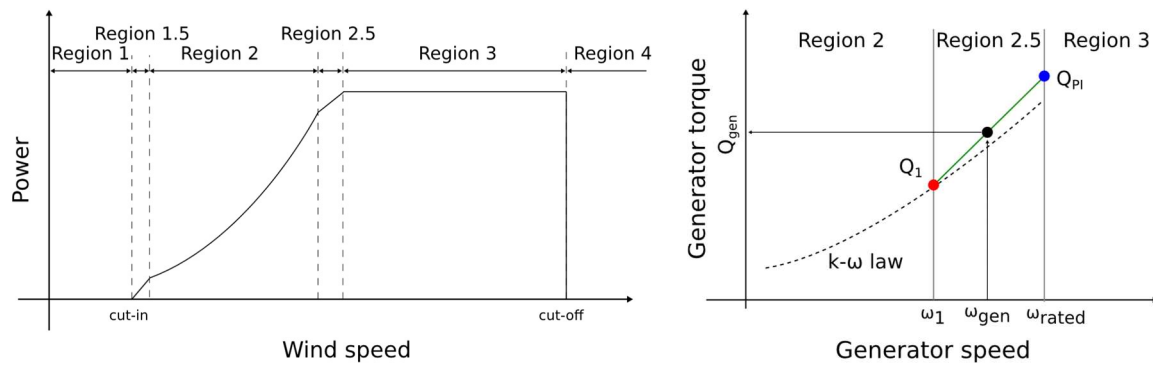 Region 1.5
Region 2.5
Region 1
Region 2
Region 3
Region 4
Power
cut-in
cut-off
Wind speed
Region 2
Region 2.5
Region 3
Generator torque
Q_gen
Q_PI
Q_1
k-ω law
ω_1
ω_gen
ω_rated
Generator speed